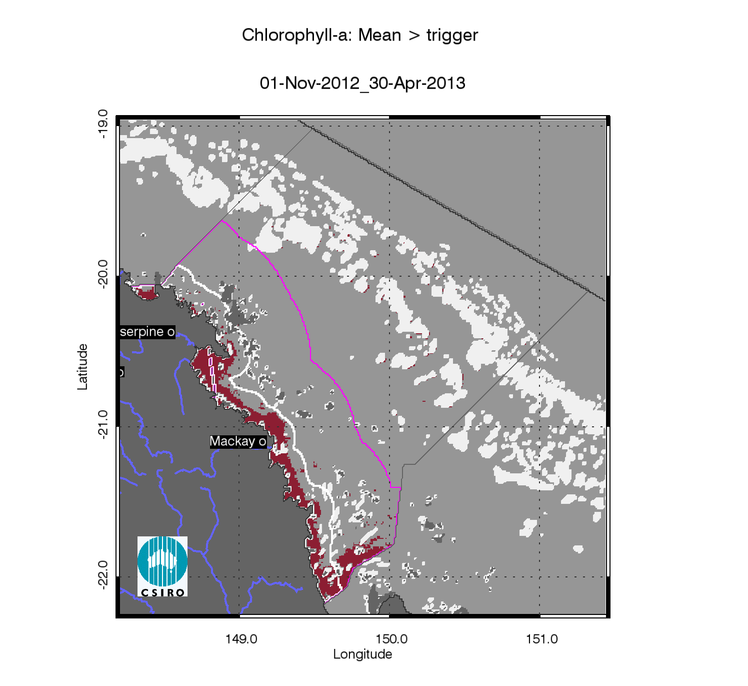 Chlorophyll-a: Mean > trigger
01-Nov-2012_30-Apr-2013
-19.0
-20.0
serpine o
Latitude
-21.0
Mackay o
-22.0
CSIRO
149.0 150.0 151.0
Longitude